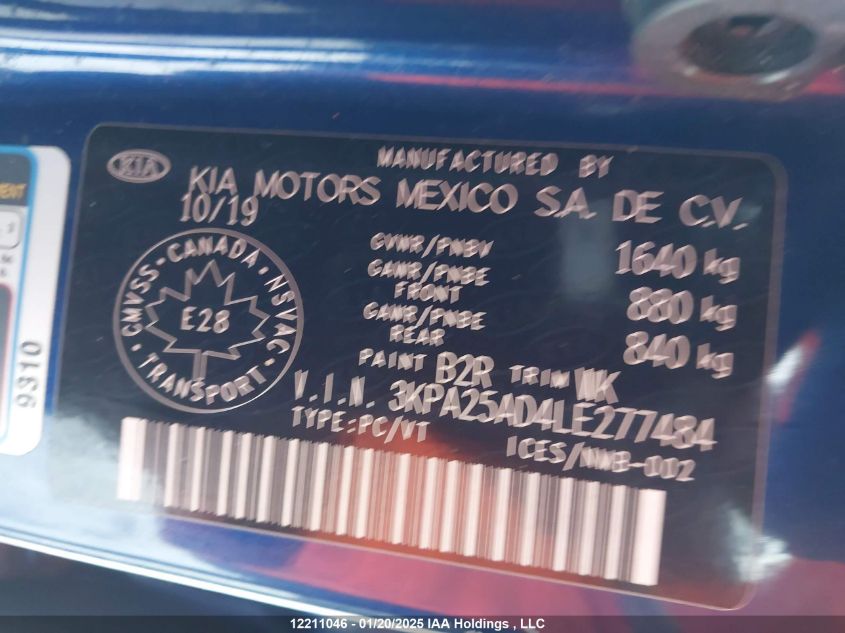 KIA
MANUFACTURED BY
KIA MOTORS MEXICO S.A. DE C.V.
10/19
GVWR/PNBV 1640 kg
GAWR/PNBE
FRONT 880 kg
GAWR/PNBE
REAR 840 kg
PAINT B2R TRIM WK
V.I.N. 3KPA25AD4LE277484
TYPE:PC/VT ICES/NMB-002
CMVSS · CANADA · NSVAC · TRANSPORT ·
E28
9310
12211046 - 01/20/2025 IAA Holdings , LLC